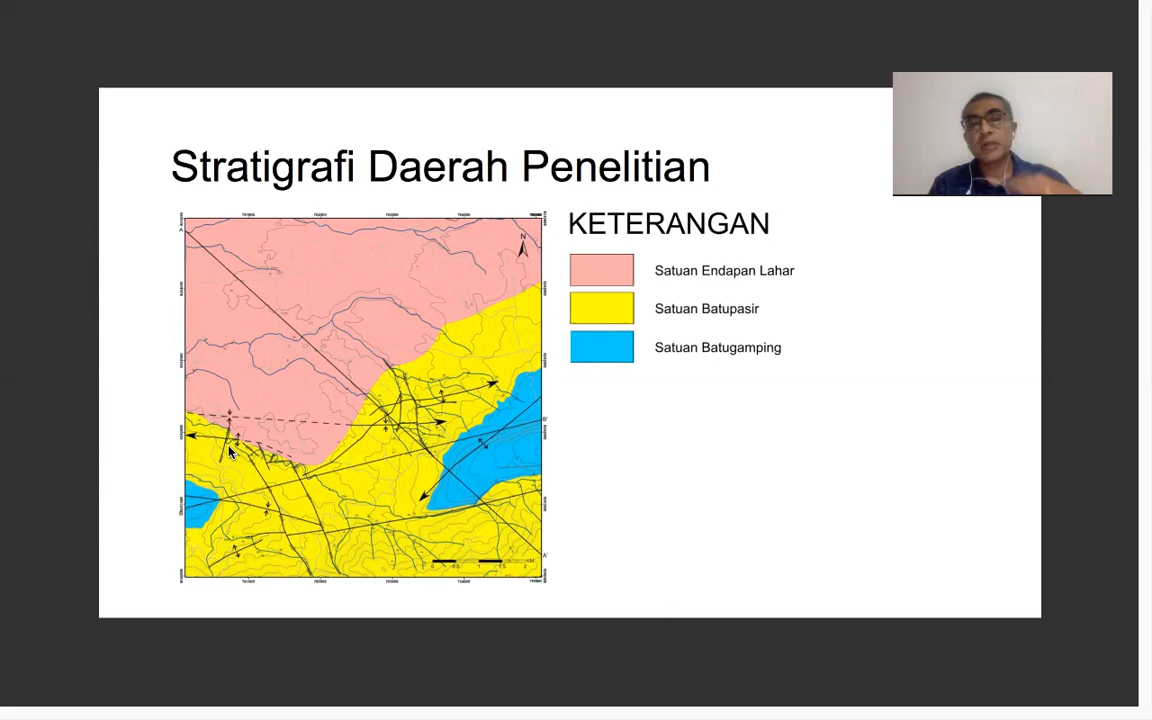 Stratigrafi Daerah Penelitian
KETERANGAN
N
Satuan Endapan Lahar
Satuan Batupasir
Satuan Batugamping
A'